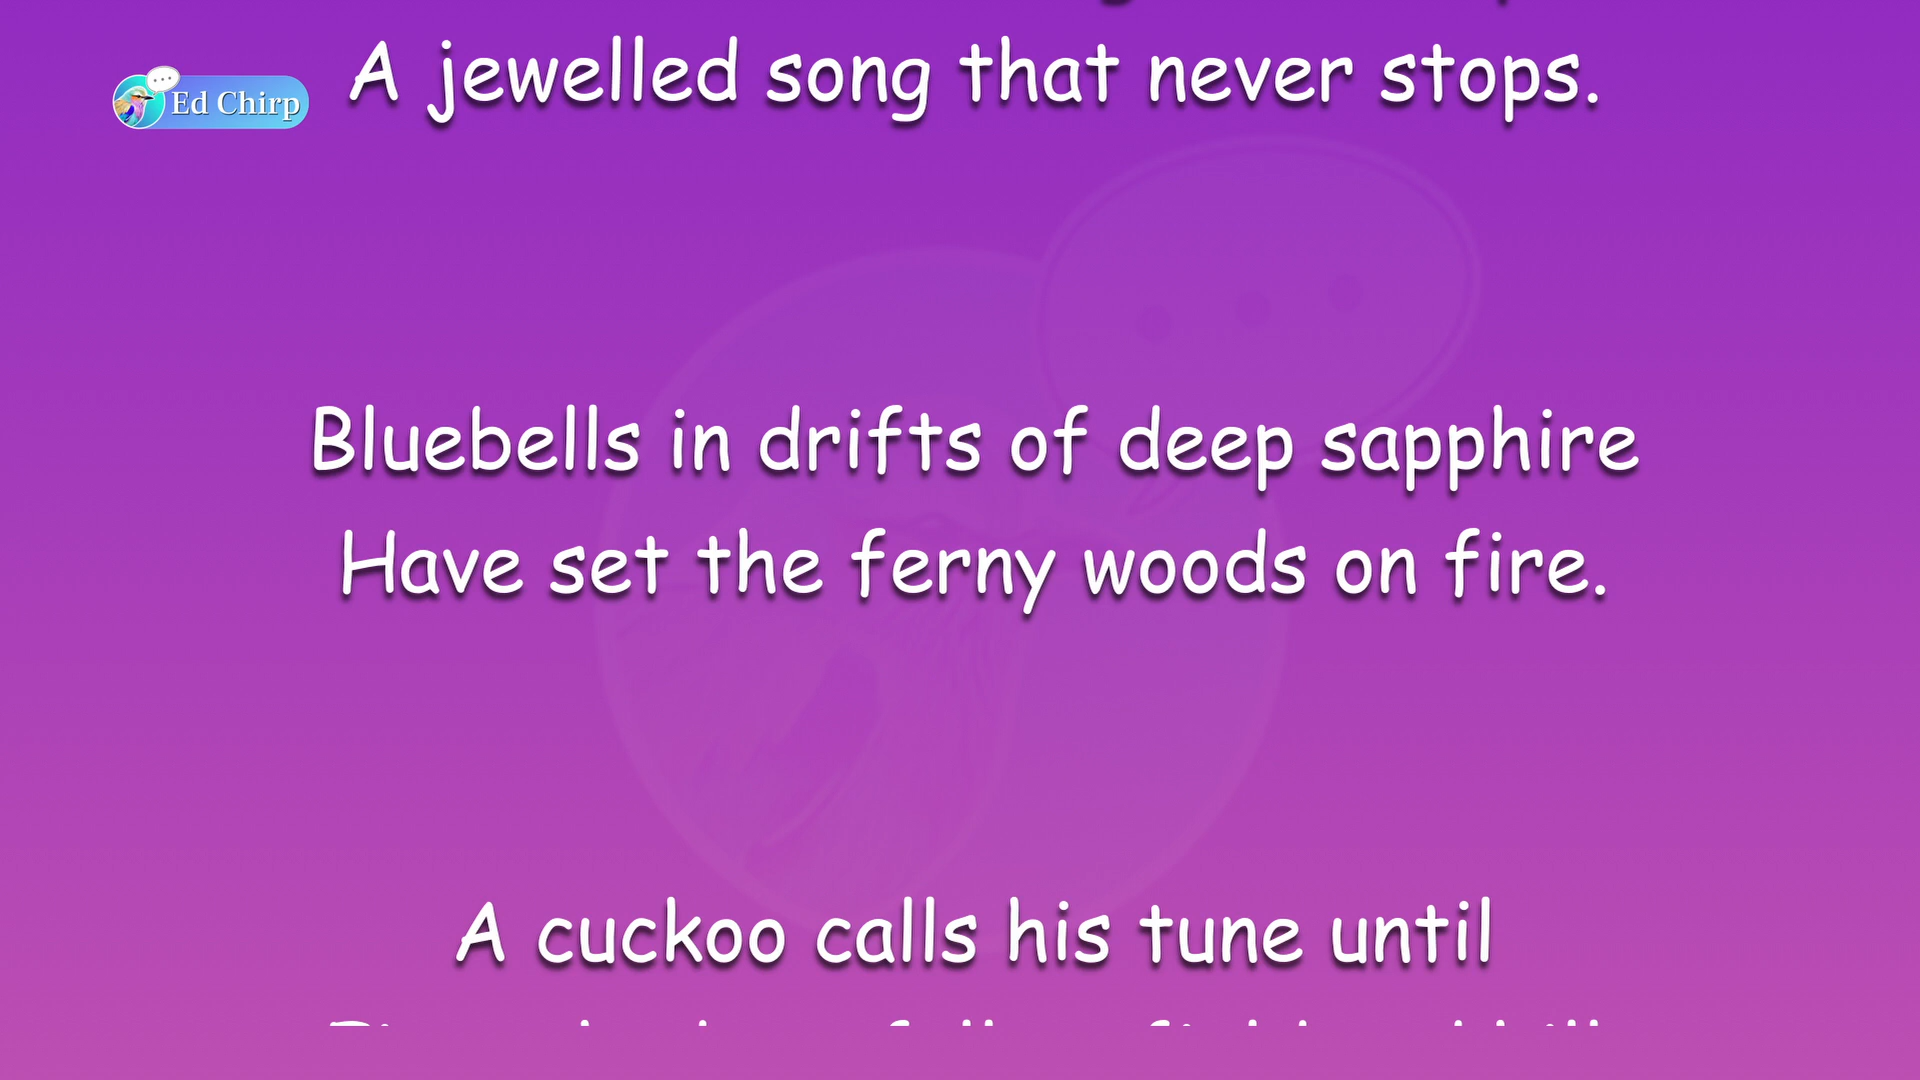 A jewelled song that never stops.
Ed Chirp
Bluebells in drifts of deep sapphire
Have set the ferny woods on fire.
A cuckoo calls his tune until